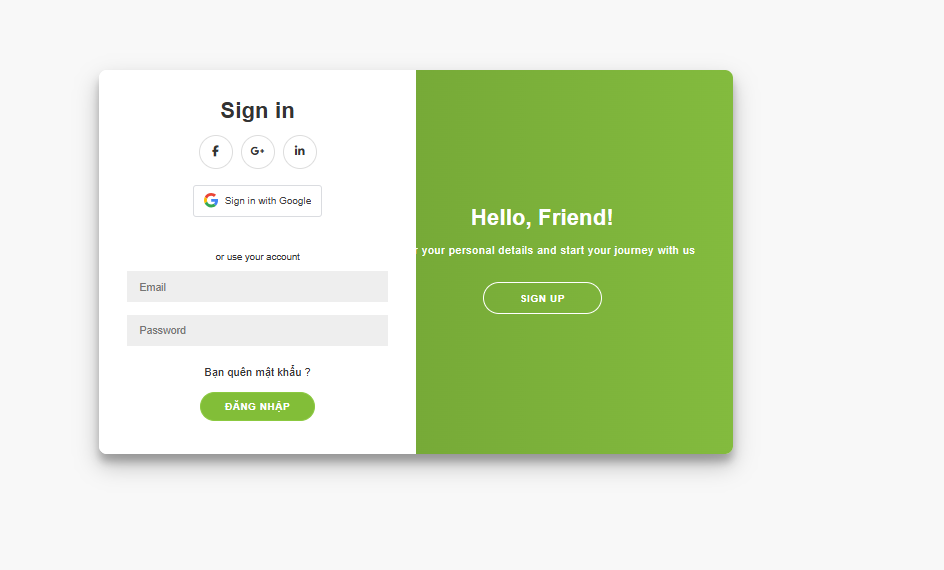 Sign in
G+
in
Sign in with Google
or use your account
Email
Password
Bạn quên mật khẩu ?
ĐĂNG NHẬP
Hello, Friend!
your personal details and start your journey with us
SIGN UP